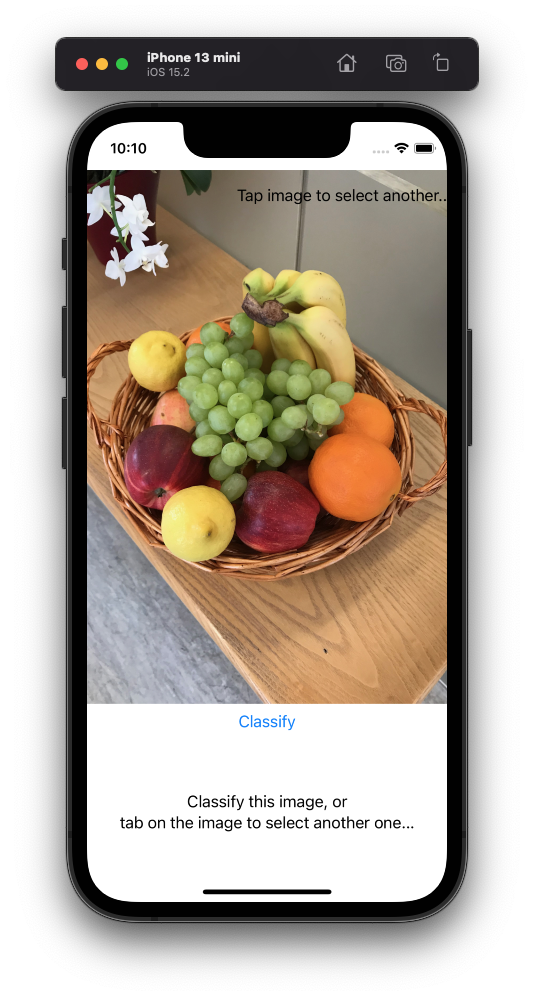 iPhone 13 mini
iOS 15.2
10:10
Tap image to select another..
Classify
Classify this image, or
tab on the image to select another one...